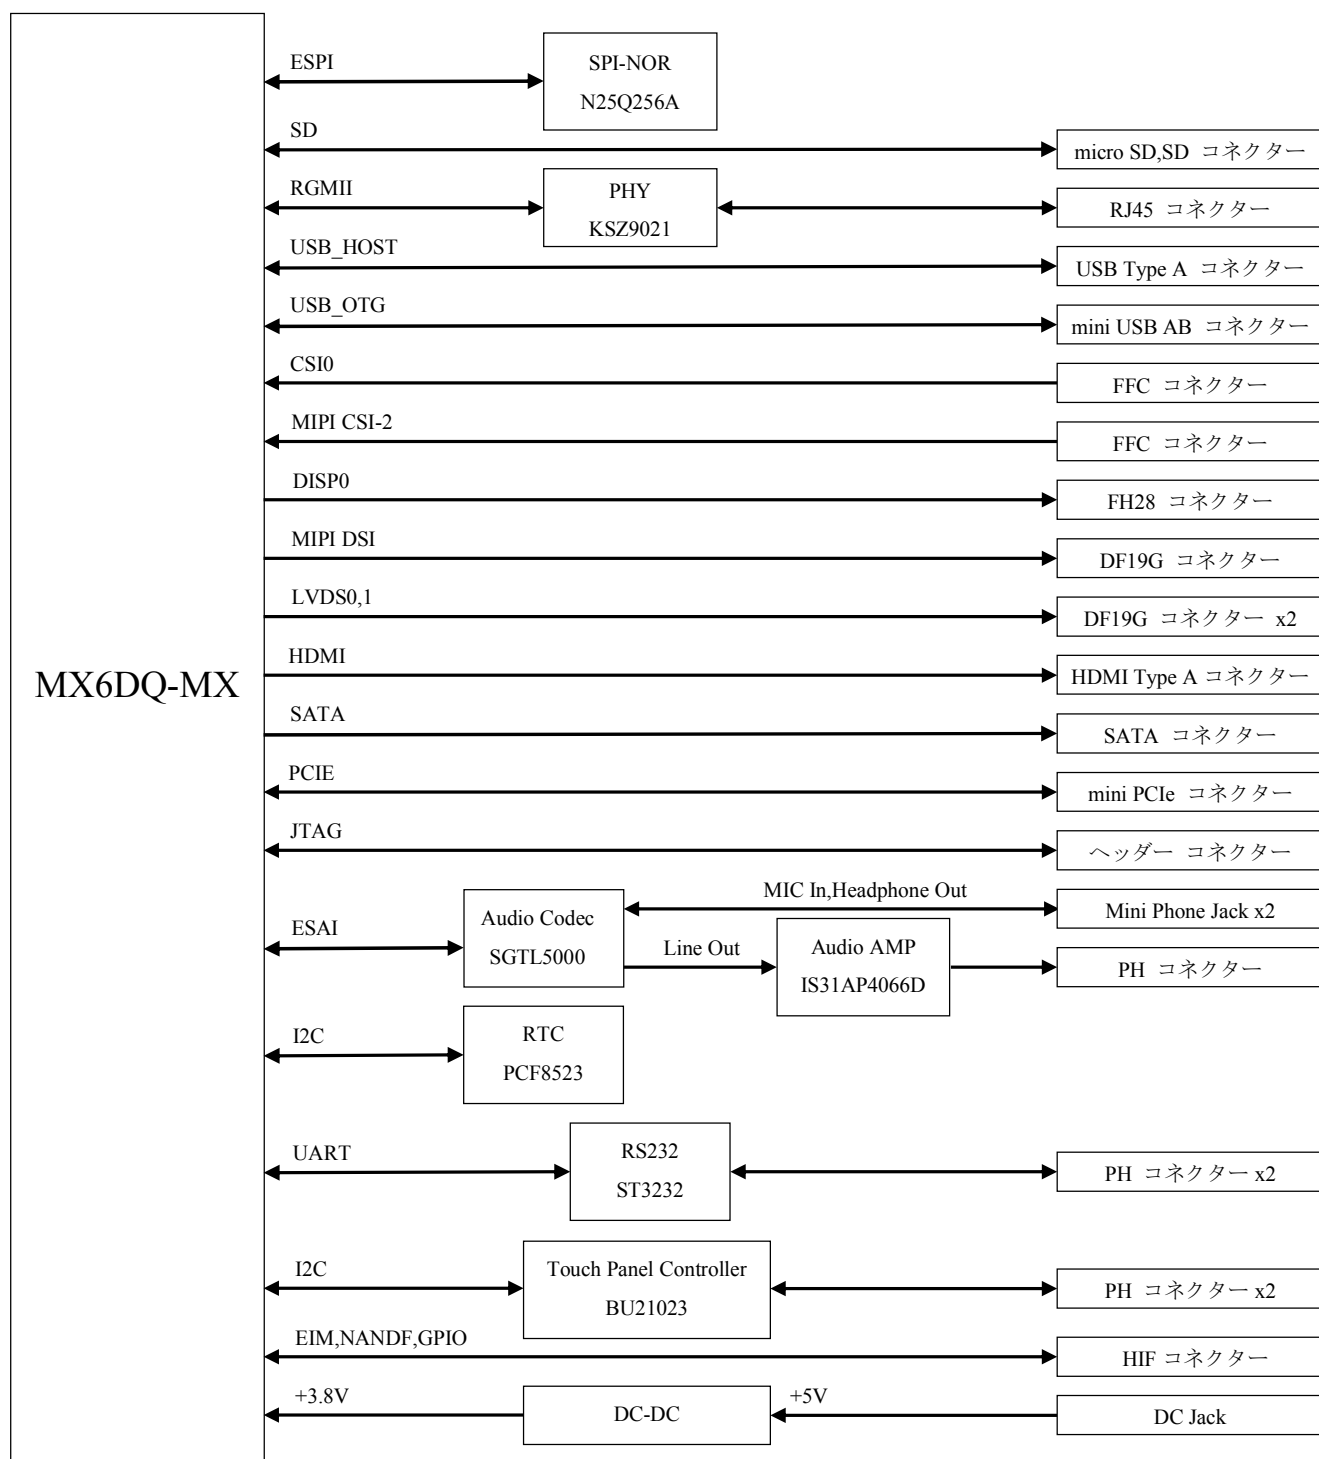 ESPI
SPI-NOR
N25Q256A
SD
micro SD,SD コネクター
RGMII
PHY
KSZ9021
RJ45 コネクター
USB_HOST
USB Type A コネクター
USB_OTG
mini USB AB コネクター
CSI0
FFC コネクター
MIPI CSI-2
FFC コネクター
DISP0
FH28 コネクター
MIPI DSI
DF19G コネクター
LVDS0,1
DF19G コネクター x2
HDMI
HDMI Type A コネクター
MX6DQ-MX
SATA
SATA コネクター
PCIE
mini PCIe コネクター
JTAG
ヘッダー コネクター
ESAI
Audio Codec
SGTL5000
MIC In,Headphone Out
Mini Phone Jack x2
Line Out
Audio AMP
IS31AP4066D
PH コネクター
I2C
RTC
PCF8523
UART
RS232
ST3232
PH コネクター x2
I2C
Touch Panel Controller
BU21023
PH コネクター x2
EIM,NANDF,GPIO
HIF コネクター
+3.8V
DC-DC
+5V
DC Jack